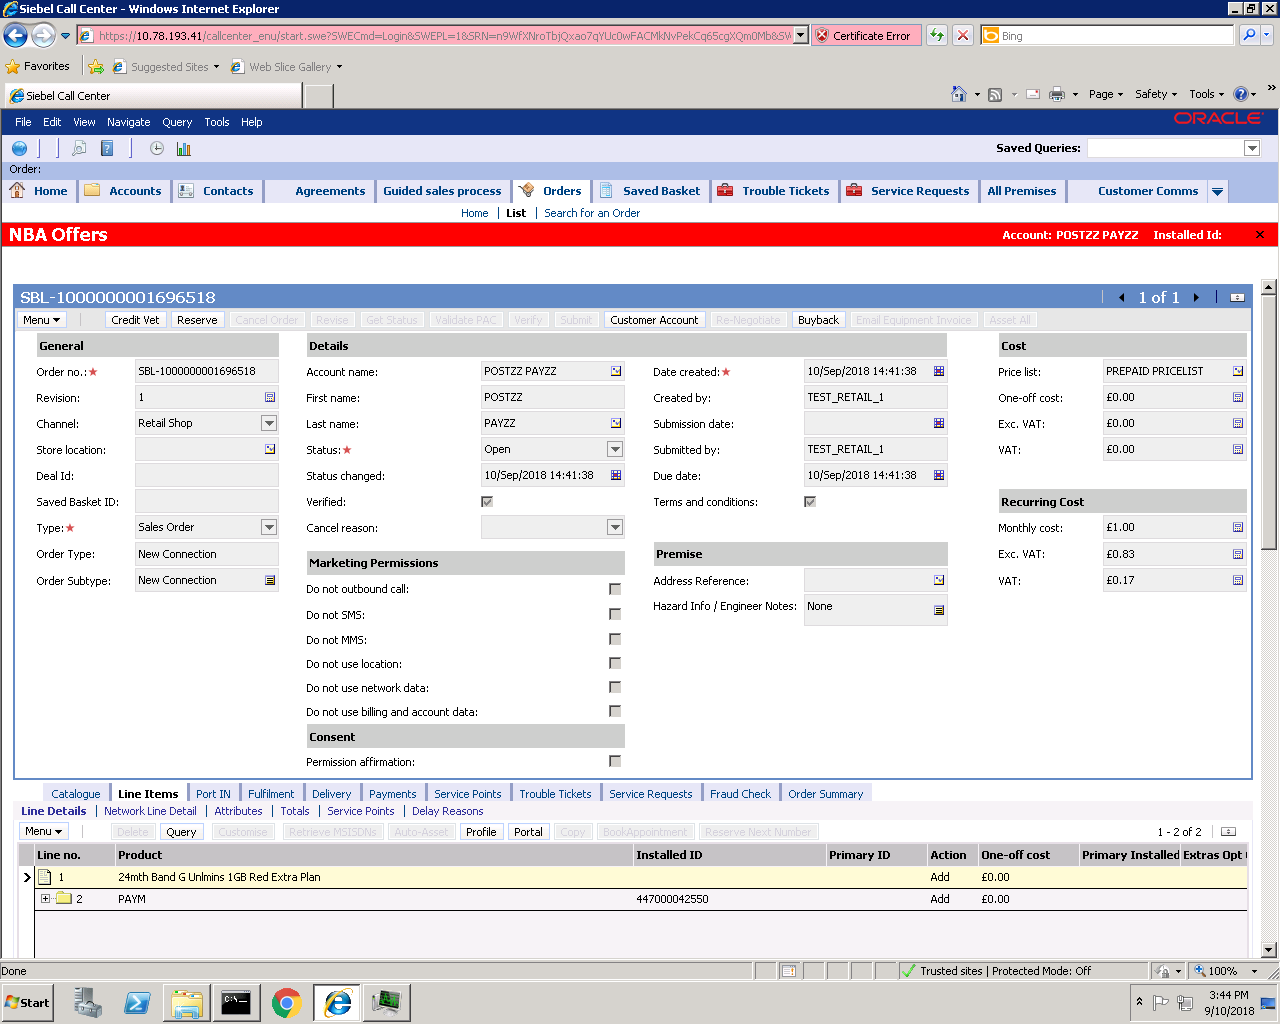 Siebel Call Center - Windows Internet Explorer
https://10.78.193.41/callcenter_enu/start.swe?SWECmd=Login&SWEPL=1&SRN=n9WfXNroTbjQxao7qYUc0wFACMkNvPekCq65cgXQm0Mb&SW
Certificate Error
Bing
Favorites
Suggested Sites
Web Slice Gallery
Siebel Call Center
Page
Safety
Tools
File Edit View Navigate Query Tools Help
ORACLE
Saved Queries:
Order:
Home Accounts Contacts Agreements Guided sales process Orders Saved Basket Trouble Tickets Service Requests All Premises Customer Comms
Home | List | Search for an Order
NBA Offers
Account: POSTZZ PAYZZ Installed Id:
SBL-1000000001696518
1 of 1
Menu Credit Vet Reserve Cancel Order Revise Get Status Validate PAC Verify Submit Customer Account Re-Negotiate Buyback Email Equipment Invoice Asset All
General
Order no.: SBL-1000000001696518
Revision: 1
Channel: Retail Shop
Store location:
Deal Id:
Saved Basket ID:
Type: Sales Order
Order Type: New Connection
Order Subtype: New Connection
Details
Account name: POSTZZ PAYZZ
First name: POSTZZ
Last name: PAYZZ
Status: Open
Status changed: 10/Sep/2018 14:41:38
Verified:
Cancel reason:
Date created: 10/Sep/2018 14:41:38
Created by: TEST_RETAIL_1
Submission date:
Submitted by: TEST_RETAIL_1
Due date: 10/Sep/2018 14:41:38
Terms and conditions:
Marketing Permissions
Do not outbound call:
Do not SMS:
Do not MMS:
Do not use location:
Do not use network data:
Do not use billing and account data:
Consent
Permission affirmation:
Premise
Address Reference:
Hazard Info / Engineer Notes: None
Cost
Price list: PREPAID PRICELIST
One-off cost: £0.00
Exc. VAT: £0.00
VAT: £0.00
Recurring Cost
Monthly cost: £1.00
Exc. VAT: £0.83
VAT: £0.17
Catalogue Line Items Port IN Fulfilment Delivery Payments Service Points Trouble Tickets Service Requests Fraud Check Order Summary
Line Details | Network Line Detail | Attributes | Totals | Service Points | Delay Reasons
Menu Delete Query Customise Retrieve MSISDNs Auto-Asset Profile Portal Copy BookAppointment Reserve Next Number
1 - 2 of 2
Line no. Product Installed ID Primary ID Action One-off cost Primary Installed Extras Opt
1 24mth Band G Unlmins 1GB Red Extra Plan Add £0.00
2 PAYM 447000042550 Add £0.00
Done
Trusted sites | Protected Mode: Off
100%
Start
3:44 PM
9/10/2018